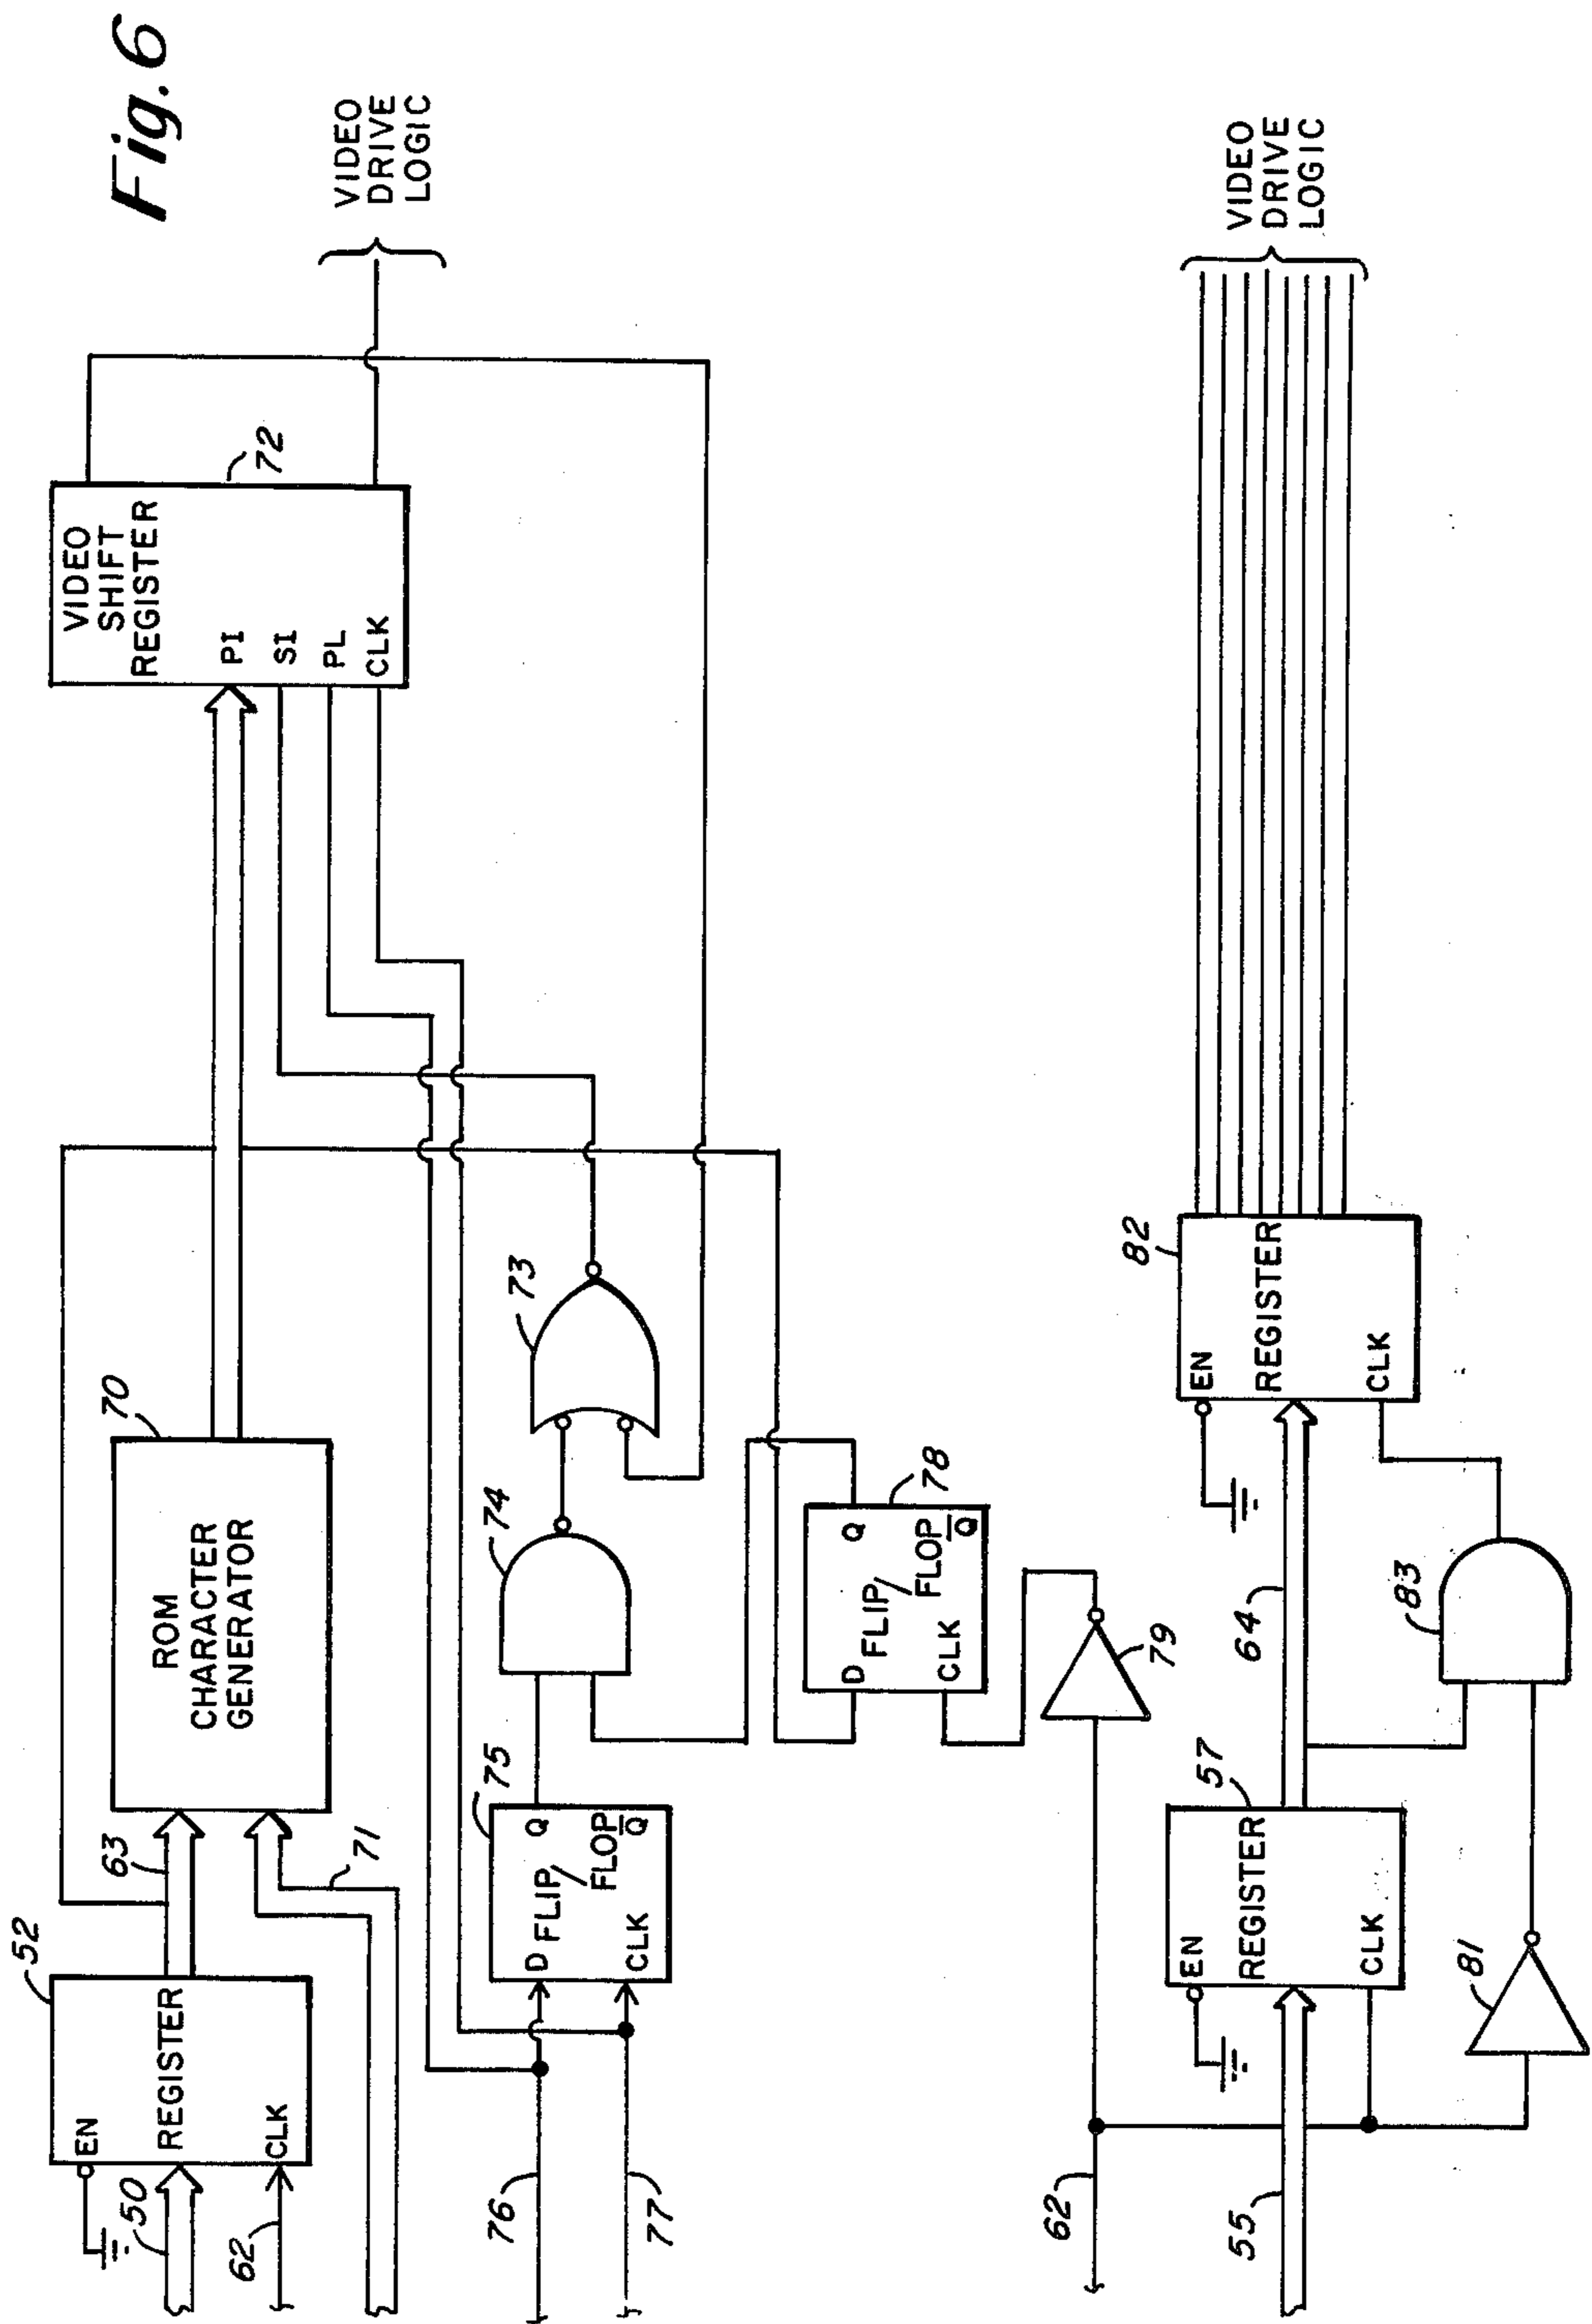 Fig. 6
52
EN
REGISTER
CLK
50
62
63
71
70
ROM
CHARACTER
GENERATOR
VIDEO
SHIFT
REGISTER
PI
SI
PL
CLK
72
VIDEO
DRIVE
LOGIC
75
D
Q
FLIP/
FLOP
CLK
Q̅
76
77
74
73
78
D
Q
FLIP/
FLOP
CLK
Q̅
79
62
55
57
EN
REGISTER
CLK
81
64
83
82
EN
REGISTER
CLK
VIDEO
DRIVE
LOGIC